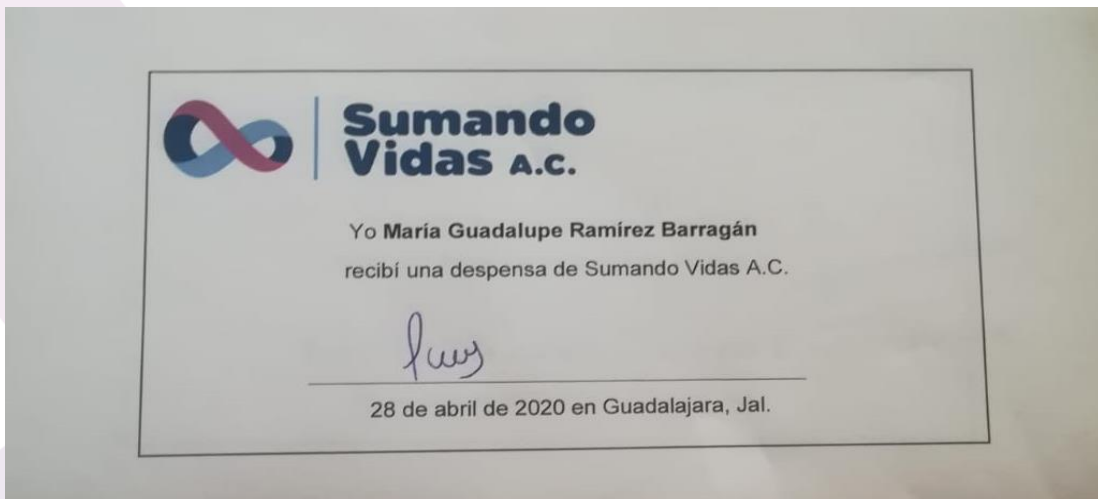 Sumando
Vidas A.C.
Yo María Guadalupe Ramírez Barragán
recibí una despensa de Sumando Vidas A.C.
28 de abril de 2020 en Guadalajara, Jal.